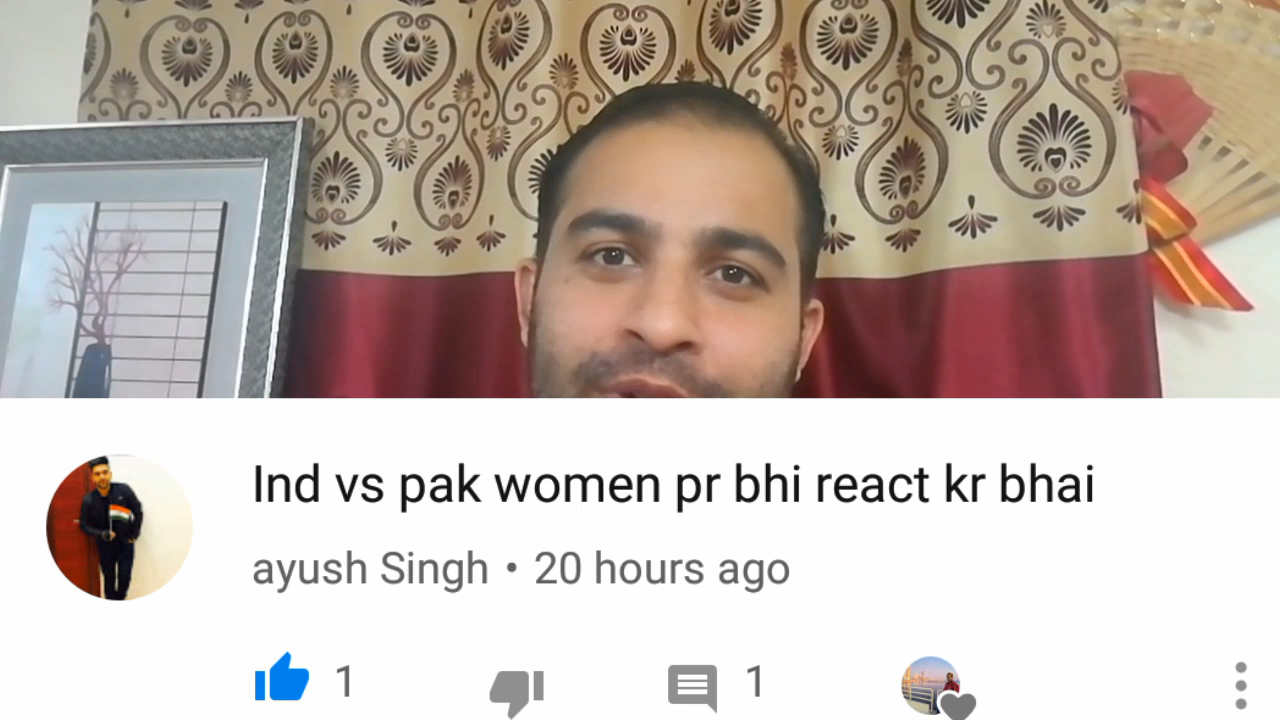 Ind vs pak women pr bhi react kr bhai
ayush Singh • 20 hours ago
1
1